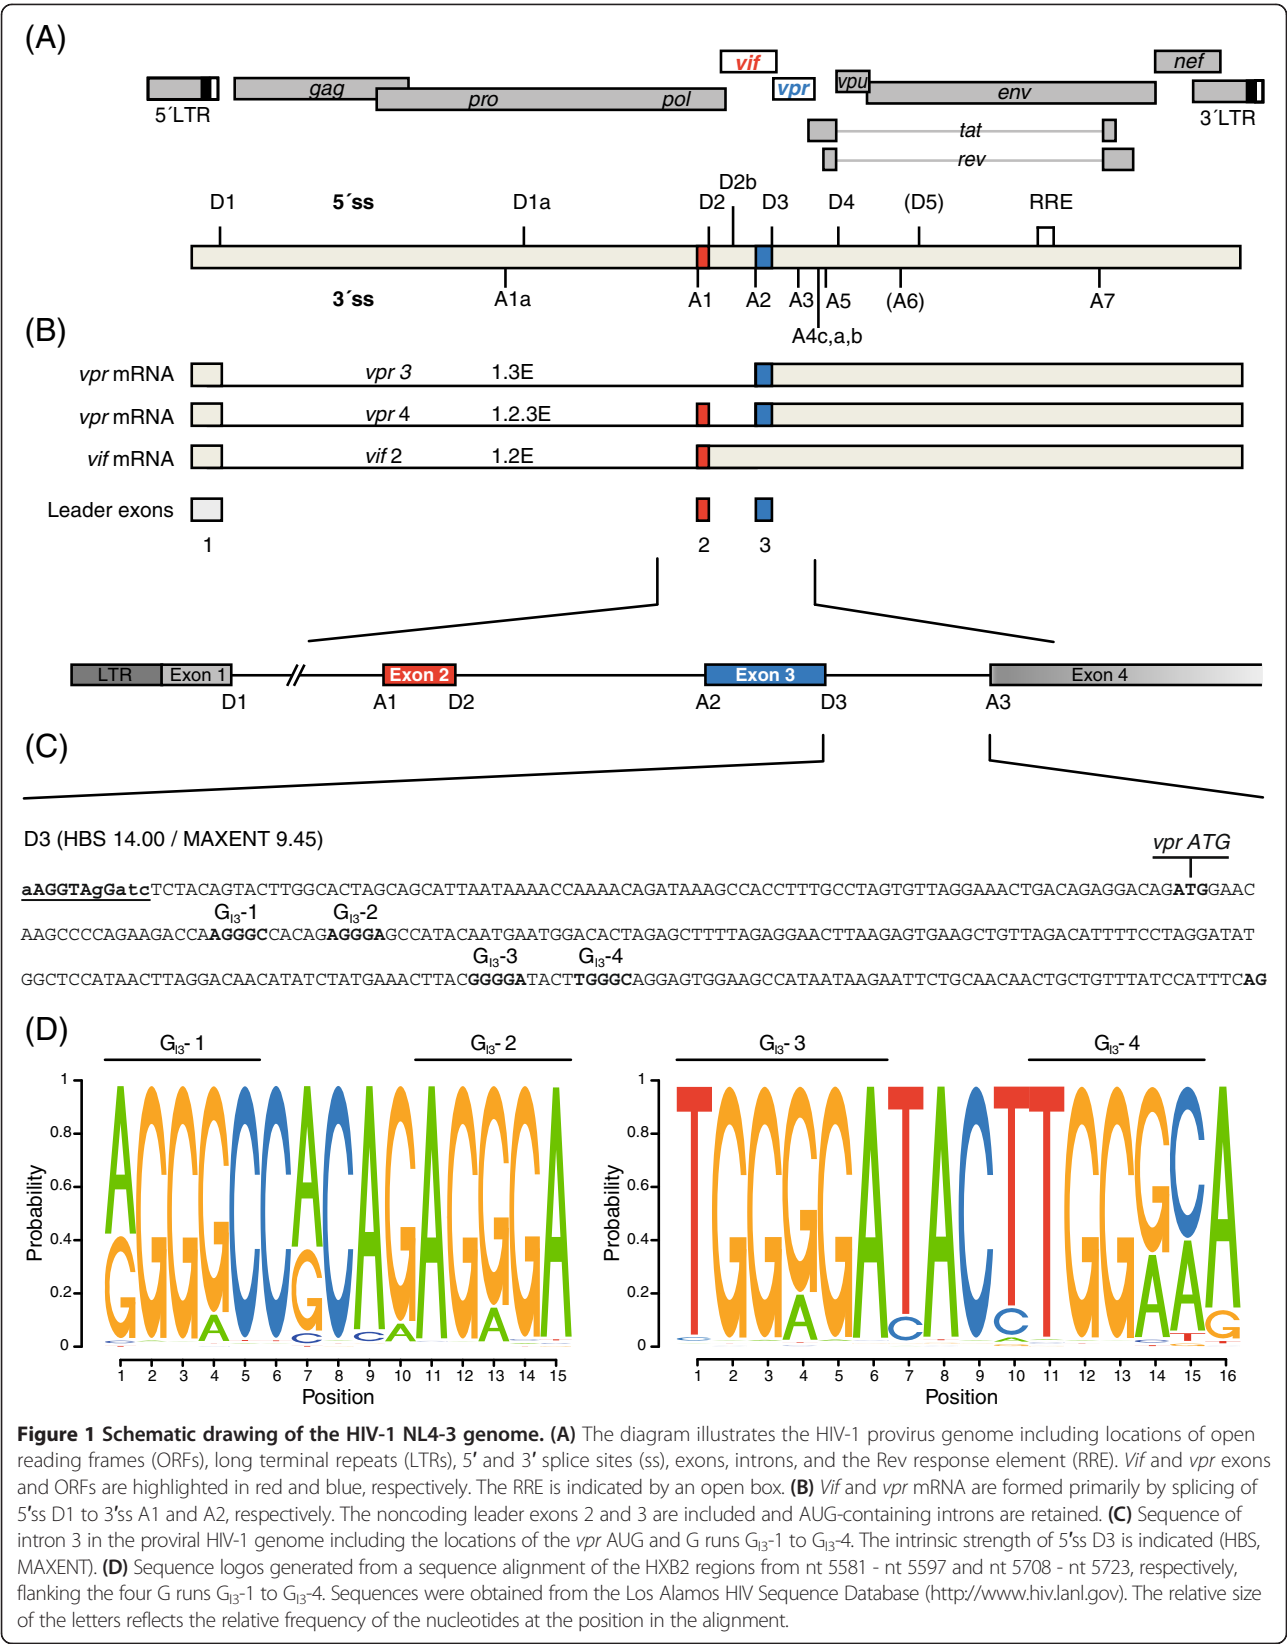 (A)
vif
nef
vpr
vpu
gag
env
pro
pol
5´LTR
3´LTR
tat
rev
D2b
D1
5´ss
D1a
D2
D3
D4
(D5)
RRE
3´ss
A1a
A1
A2
A3
A5
(A6)
A7
A4c,a,b
(B)
vpr mRNA
vpr 3
1.3E
vpr mRNA
vpr 4
1.2.3E
vif mRNA
vif 2
1.2E
Leader exons
1
2
3
LTR
Exon 1
Exon 2
Exon 3
Exon 4
D1
A1
D2
A2
D3
A3
(C)
D3 (HBS 14.00 / MAXENT 9.45)
vpr ATG
aAGGTAgGatcTCTACAGTACTTGGCACTAGCAGCATTAATAAAACCAAAACAGATAAAGCCACCTTTGCCTAGTGTTAGGAAACTGACAGAGGACAGATGGAAC
GI3-1
GI3-2
AAGCCCCAGAAGACCAAGGGCCACAGAGGGAGCCATACAATGAATGGACACTAGAGCTTTTAGAGGAACTTAAGAGTGAAGCTGTTAGACATTTTCCTAGGATAT
GI3-3
GI3-4
GGCTCCATAACTTAGGACAACATATCTATGAAACTTACGGGGATACTTGGGCAGGAGTGGAAGCCATAATAAGAATTCTGCAACAACTGCTGTTTATCCATTTCAG
(D)
GI3- 1
GI3- 2
GI3- 3
GI3- 4
Probability
1
0.8
0.6
0.4
0.2
0
1 2 3 4 5 6 7 8 9 10 11 12 13 14 15
Position
Probability
1
0.8
0.6
0.4
0.2
0
1 2 3 4 5 6 7 8 9 10 11 12 13 14 15 16
Position
Figure 1 Schematic drawing of the HIV-1 NL4-3 genome. (A) The diagram illustrates the HIV-1 provirus genome including locations of open
reading frames (ORFs), long terminal repeats (LTRs), 5′ and 3′ splice sites (ss), exons, introns, and the Rev response element (RRE). Vif and vpr exons
and ORFs are highlighted in red and blue, respectively. The RRE is indicated by an open box. (B) Vif and vpr mRNA are formed primarily by splicing of
5′ss D1 to 3′ss A1 and A2, respectively. The noncoding leader exons 2 and 3 are included and AUG-containing introns are retained. (C) Sequence of
intron 3 in the proviral HIV-1 genome including the locations of the vpr AUG and G runs GI3-1 to GI3-4. The intrinsic strength of 5′ss D3 is indicated (HBS,
MAXENT). (D) Sequence logos generated from a sequence alignment of the HXB2 regions from nt 5581 - nt 5597 and nt 5708 - nt 5723, respectively,
flanking the four G runs GI3-1 to GI3-4. Sequences were obtained from the Los Alamos HIV Sequence Database (http://www.hiv.lanl.gov). The relative size
of the letters reflects the relative frequency of the nucleotides at the position in the alignment.